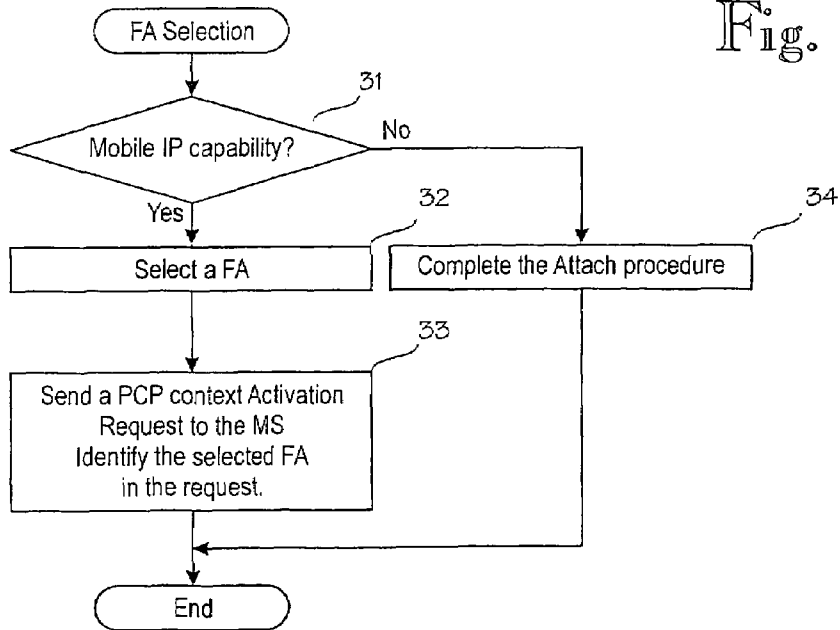 FA Selection
Fig.
31
Mobile IP capability?
No
Yes
32
34
Select a FA
Complete the Attach procedure
33
Send a PCP context Activation
Request to the MS
Identify the selected FA
in the request.
End